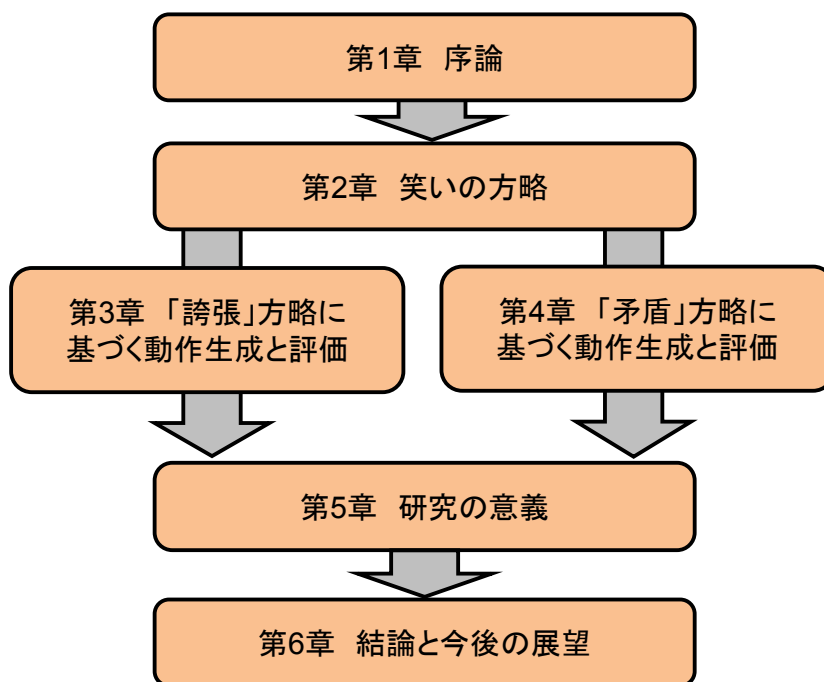 第1章 序論
第2章 笑いの方略
第3章 「誇張」方略に
基づく動作生成と評価
第4章 「矛盾」方略に
基づく動作生成と評価
第5章 研究の意義
第6章 結論と今後の展望